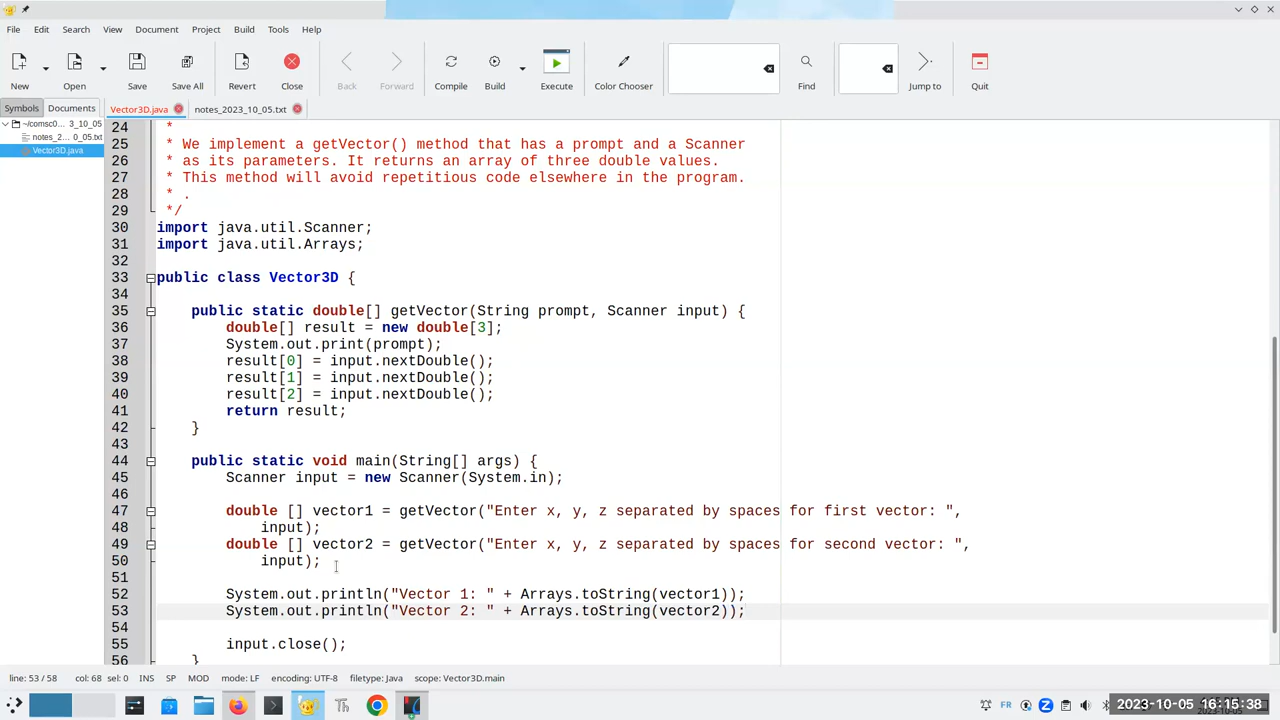 File Edit Search View Document Project Build Tools Help
New Open Save Save All Revert Close Back Forward Compile Build Execute Color Chooser Find Jump to Quit
Symbols Documents Vector3D.java notes_2023_10_05.txt
~/comsc0... 3_10_05
notes_2... 0_05.txt
Vector3D.java
24 *
25 * We implement a getVector() method that has a prompt and a Scanner
26 * as its parameters. It returns an array of three double values.
27 * This method will avoid repetitious code elsewhere in the program.
28 * .
29 */
30 import java.util.Scanner;
31 import java.util.Arrays;
32
33 public class Vector3D {
34
35 public static double[] getVector(String prompt, Scanner input) {
36 double[] result = new double[3];
37 System.out.print(prompt);
38 result[0] = input.nextDouble();
39 result[1] = input.nextDouble();
40 result[2] = input.nextDouble();
41 return result;
42 }
43
44 public static void main(String[] args) {
45 Scanner input = new Scanner(System.in);
46
47 double [] vector1 = getVector("Enter x, y, z separated by spaces for first vector: ",
48 input);
49 double [] vector2 = getVector("Enter x, y, z separated by spaces for second vector: ",
50 input);
51
52 System.out.println("Vector 1: " + Arrays.toString(vector1));
53 System.out.println("Vector 2: " + Arrays.toString(vector2));
54
55 input.close();
56 }
line: 53 / 58 col: 68 sel: 0 INS SP MOD mode: LF encoding: UTF-8 filetype: Java scope: Vector3D.main
FR 2023-10-05 16:15:38